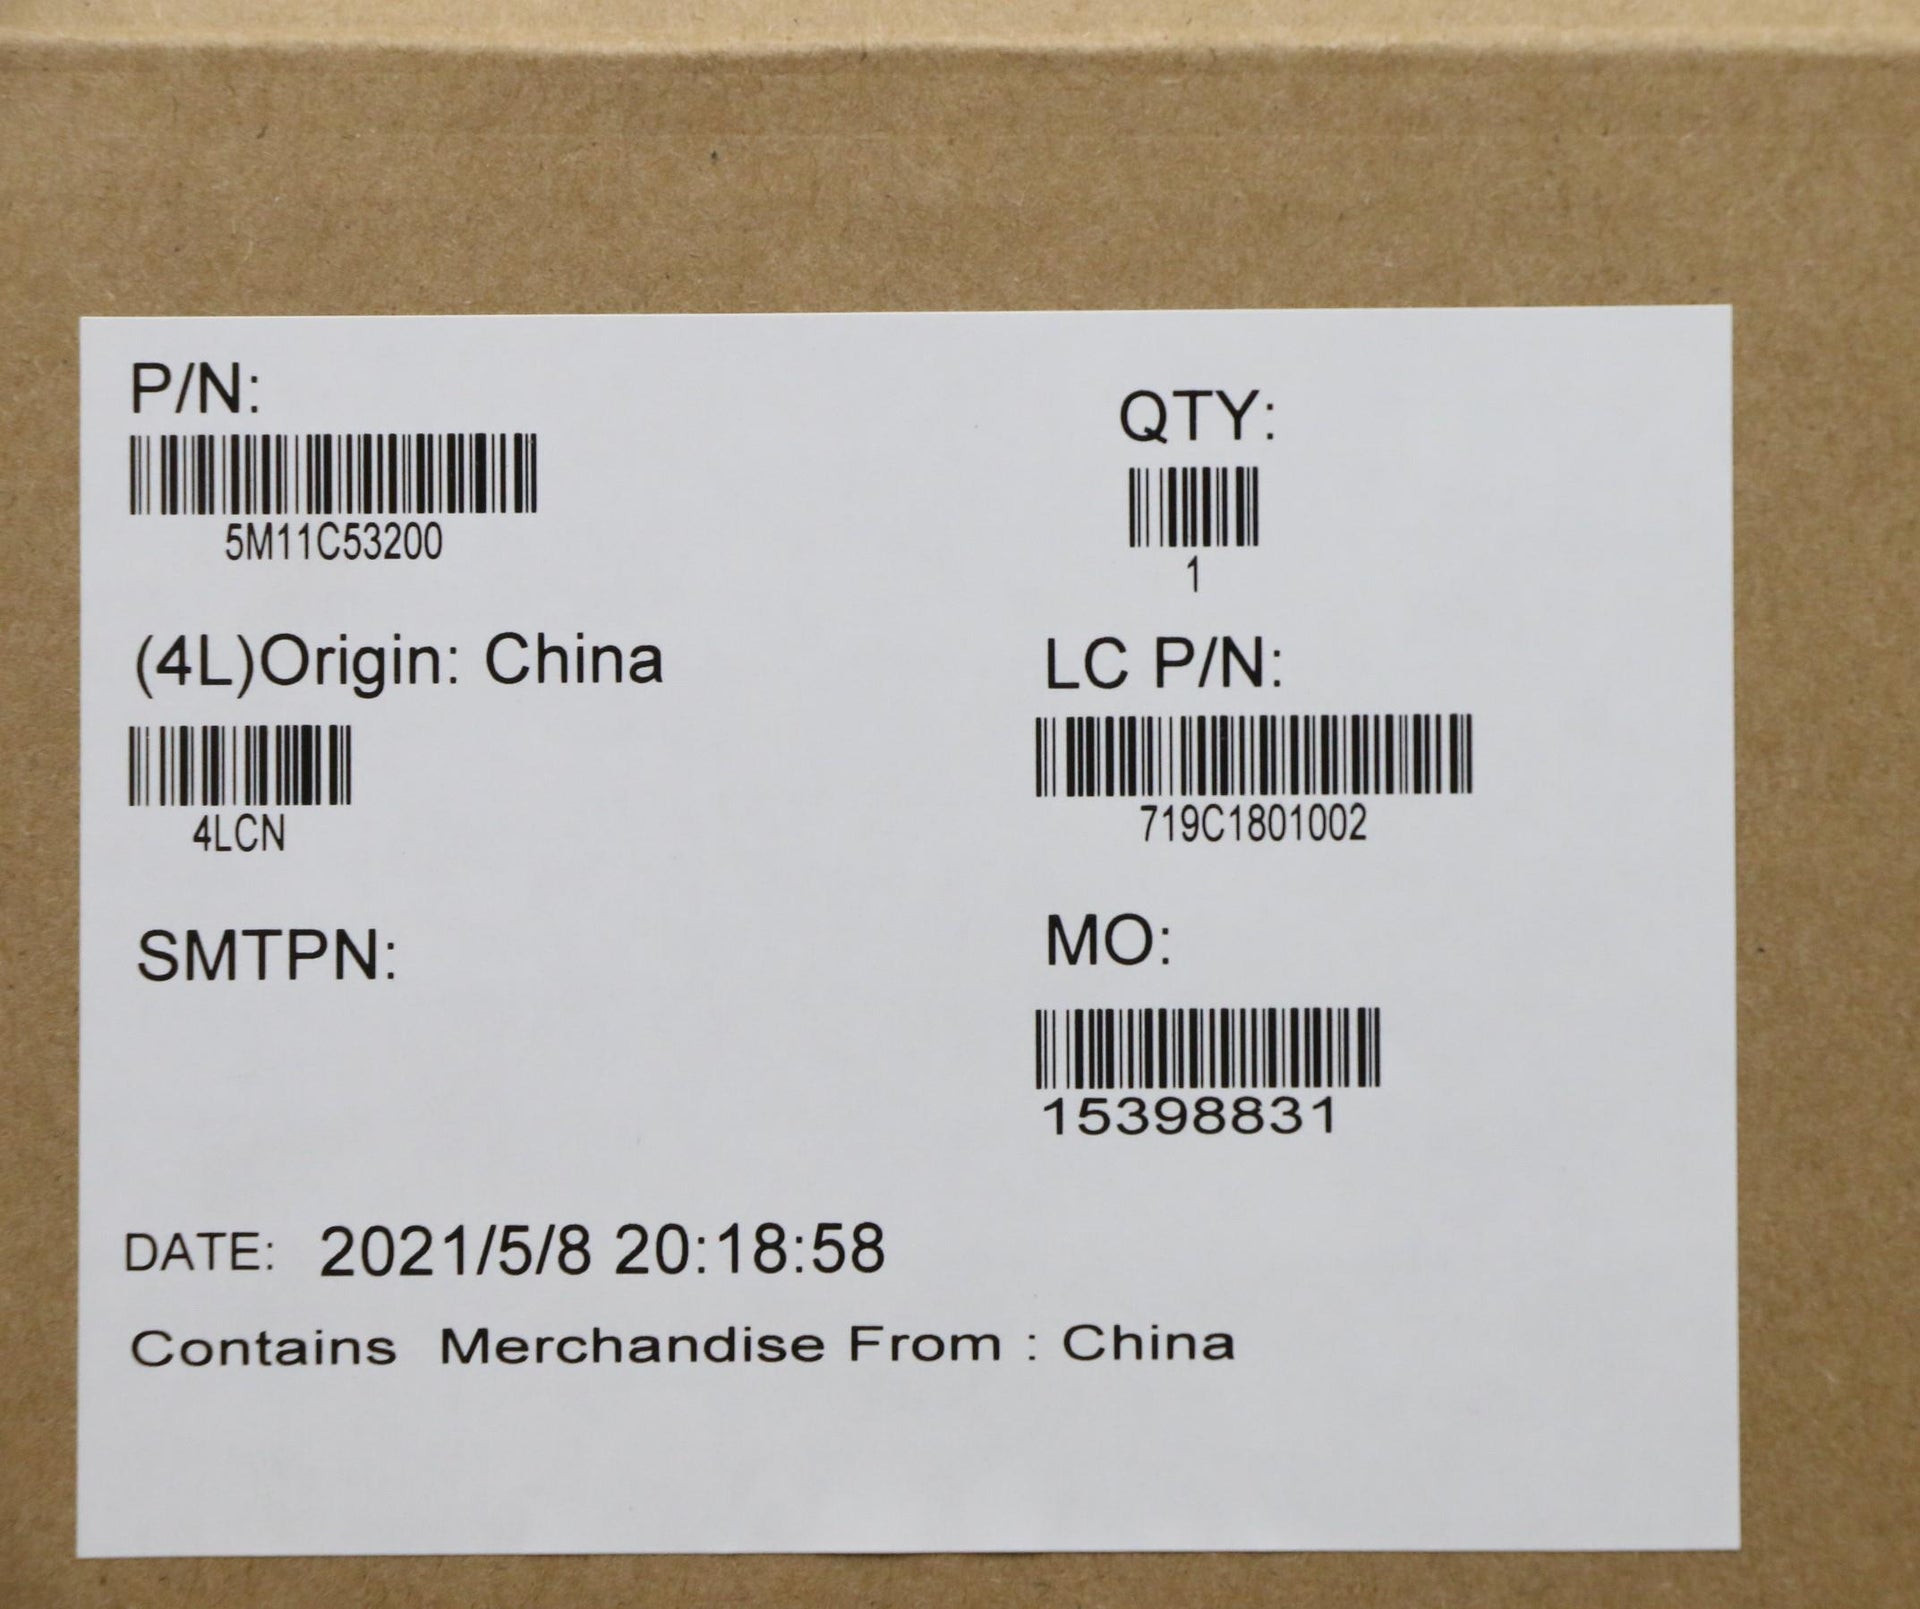 P/N:
5M11C53200
QTY:
1
(4L)Origin: China
4LCN
LC P/N:
719C1801002
SMTPN:
MO:
15398831
DATE: 2021/5/8 20:18:58
Contains Merchandise From : China